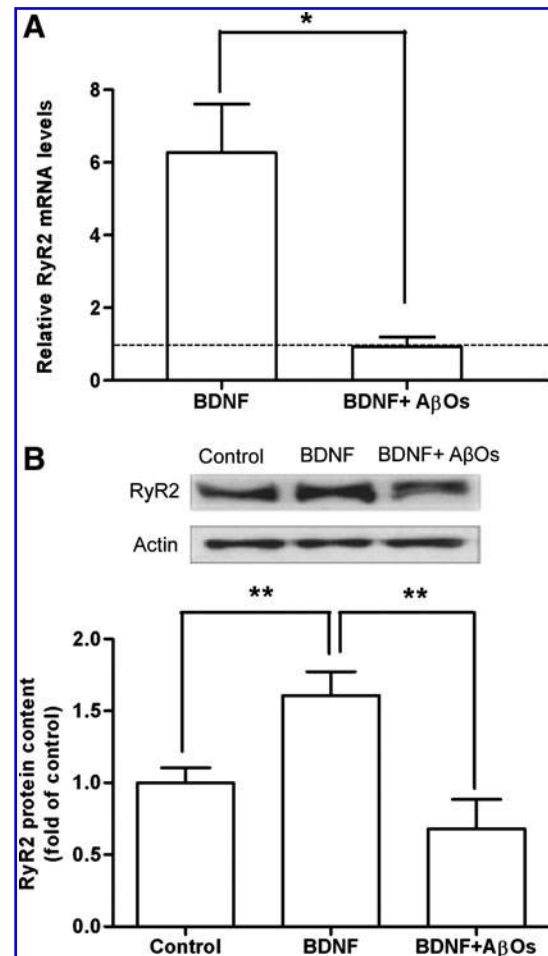 A
*
Relative RyR2 mRNA levels
8
6
4
2
0
BDNF
BDNF+ AβOs
B
Control
BDNF
BDNF+ AβOs
RyR2
Actin
**
**
RyR2 protein content
(fold of control)
2.0
1.5
1.0
0.5
0.0
Control
BDNF
BDNF+AβOs